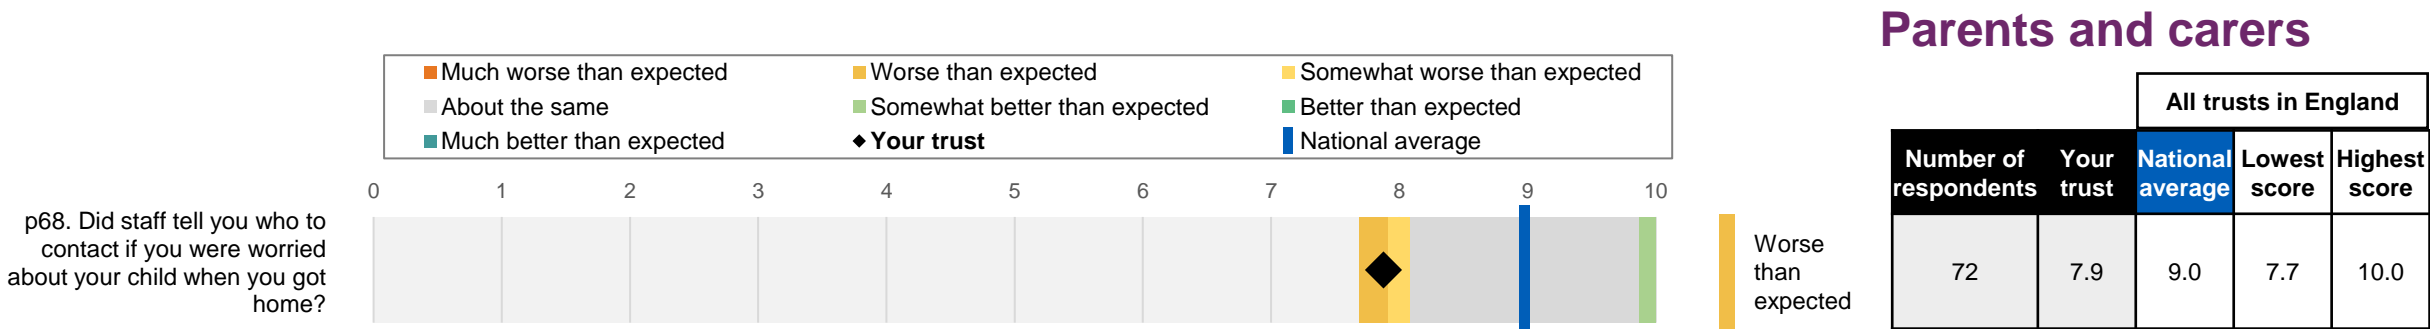 Parents and carers
Much worse than expected
Worse than expected
Somewhat worse than expected
About the same
Somewhat better than expected
Better than expected
Much better than expected
Your trust
National average
0 1 2 3 4 5 6 7 8 9 10
p68. Did staff tell you who to
contact if you were worried
about your child when you got
home?
Worse
than
expected
All trusts in England
Number of
respondents
Your
trust
National
average
Lowest
score
Highest
score
72 7.9 9.0 7.7 10.0